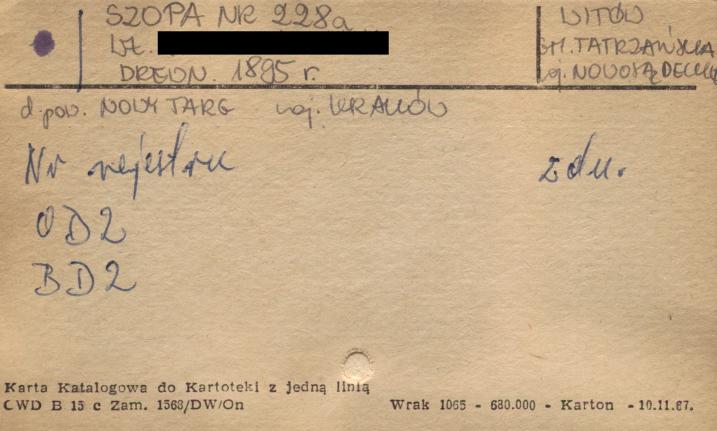 SZOPA NR 228a
WŁ.
DREWN. 1895 r.
WITÓW
GM. TATRZAŃSKA
woj. NOWOSĄDECKIE
d. pow. NOWY TARG woj. KRAKÓW
Nr rejestru zdn.
OD2
BD2
Karta Katalogowa do Kartoteki z jedną linią
CWD B 15 c Zam. 1568/DW/On
Wrak 1065 - 680.000 - Karton - 10.11.67.